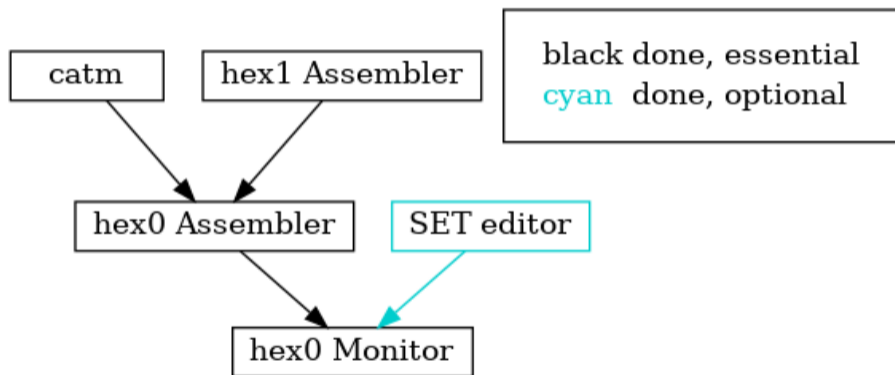 black done, essential
cyan done, optional
catm
hex1 Assembler
hex0 Assembler
SET editor
hex0 Monitor